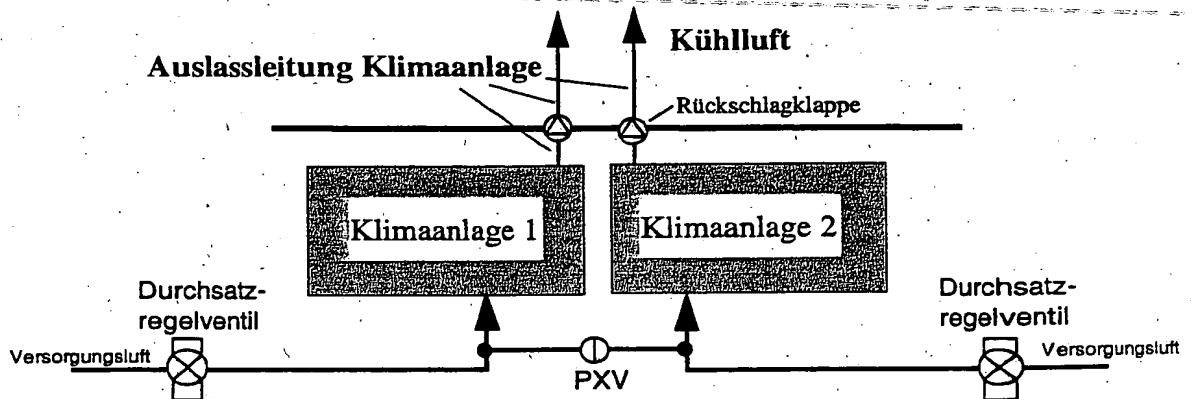 Kühlluft
Auslassleitung Klimaanlage
Rückschlagklappe
Klimaanlage 1
Klimaanlage 2
Durchsatz-
regelventil
Durchsatz-
regelventil
Versorgungsluft
PXV
Versorgungsluft